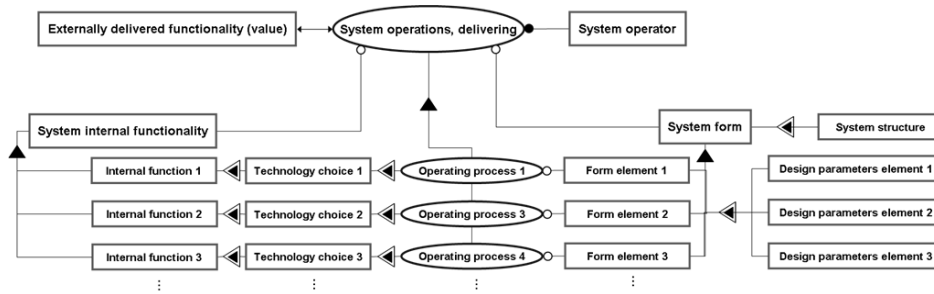 Externally delivered functionality (value)
System operations, delivering
System operator
System internal functionality
System form
System structure
Internal function 1
Technology choice 1
Operating process 1
Form element 1
Design parameters element 1
Internal function 2
Technology choice 2
Operating process 3
Form element 2
Design parameters element 2
Internal function 3
Technology choice 3
Operating process 4
Form element 3
Design parameters element 3